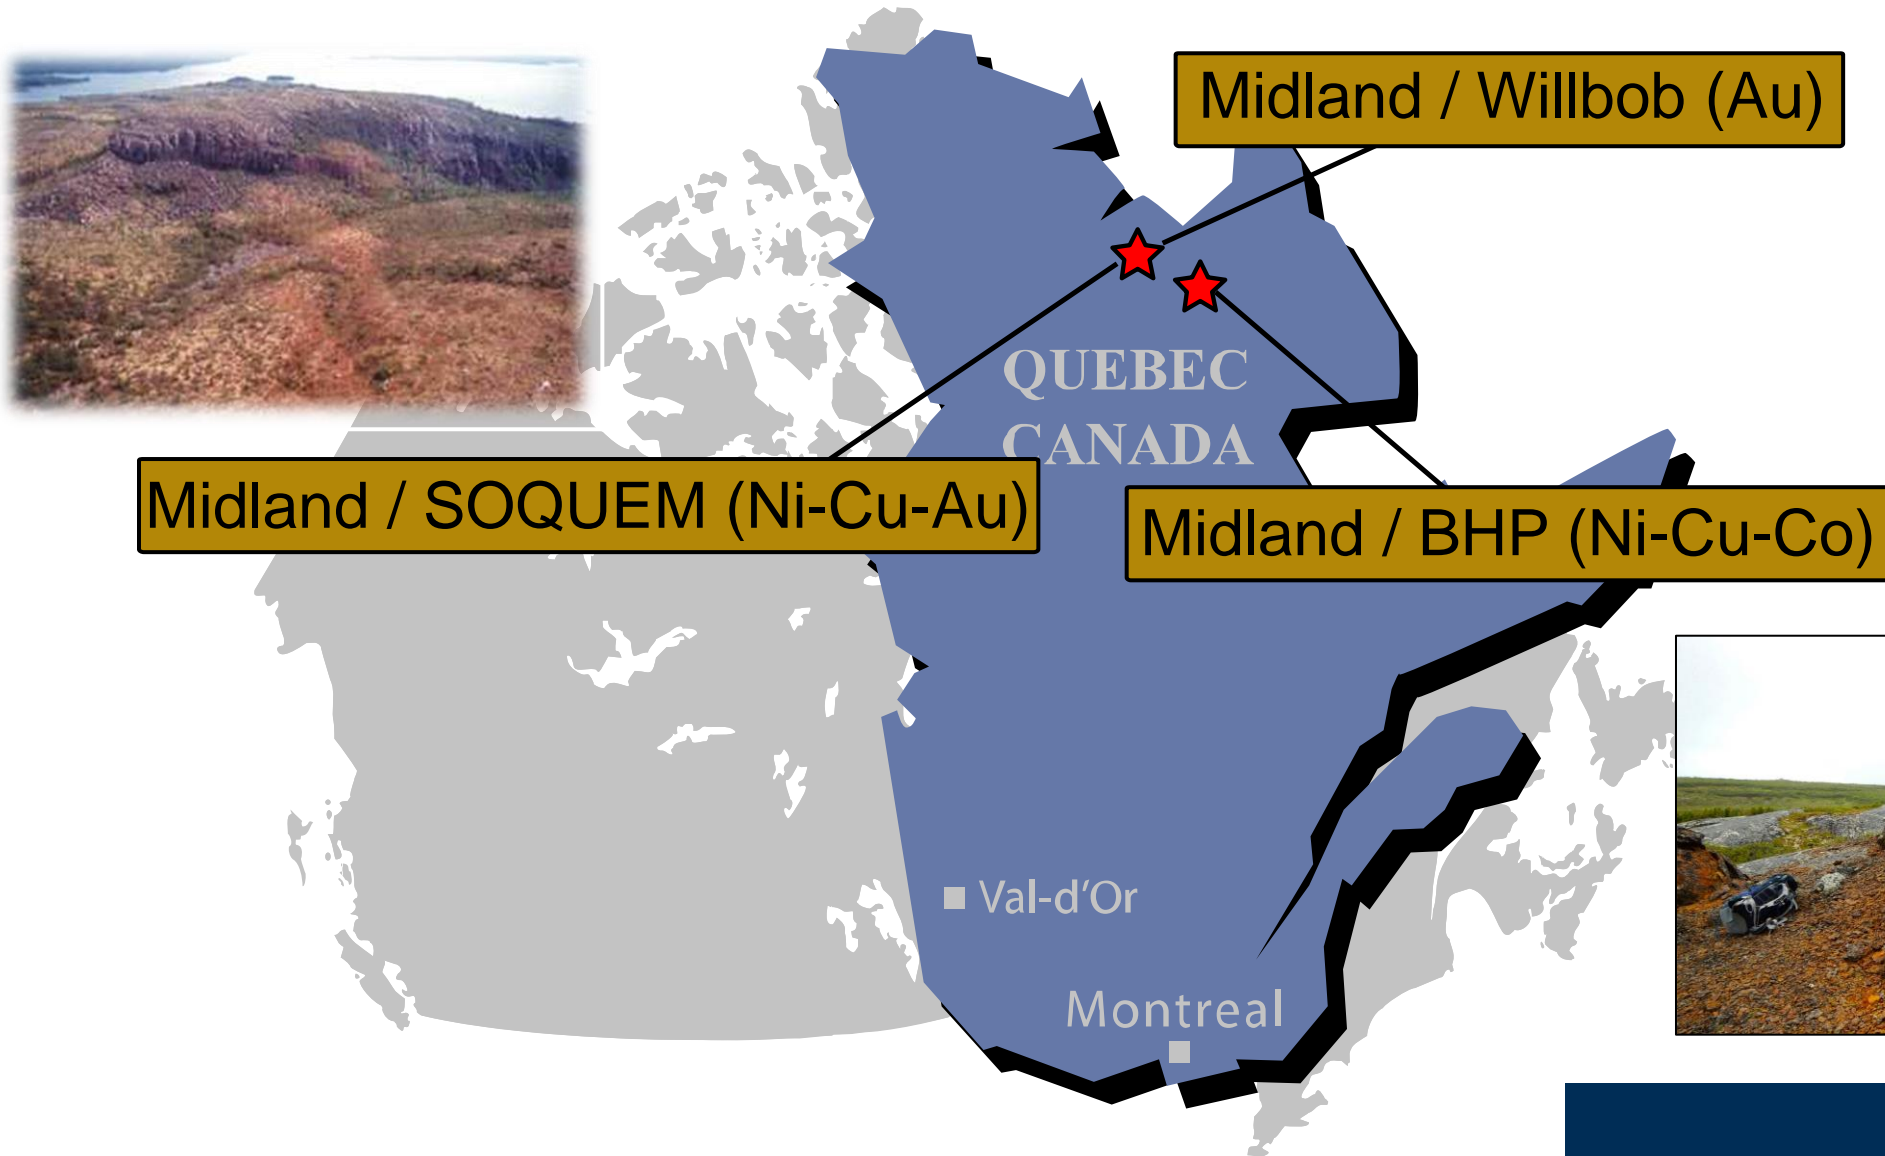 Midland / Willbob (Au)
QUEBEC
CANADA
Midland / SOQUEM (Ni-Cu-Au)
Midland / BHP (Ni-Cu-Co)
Val-d'Or
Montreal